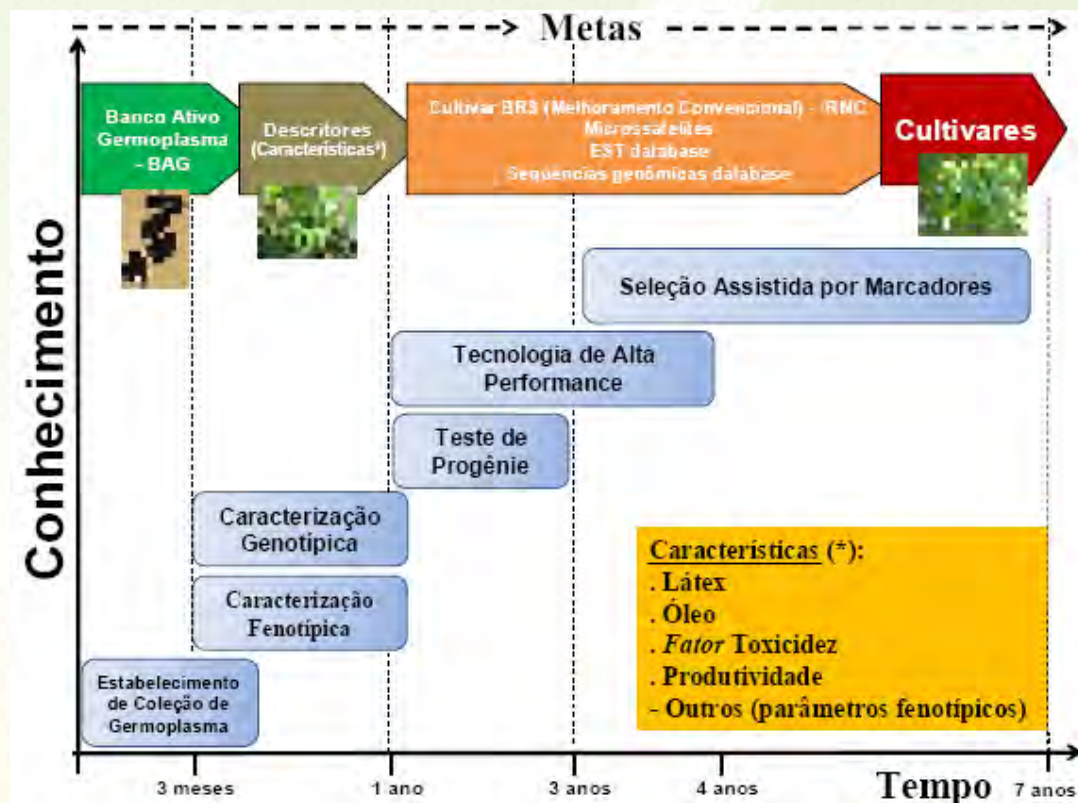 Metas
Conhecimento
Banco Ativo
Germoplasma
- BAG
Descritores
(Características*)
Cultivar BRS (Melhoramento Convencional) - RNC
Microssatelites
EST database
Sequências genômicas database
Cultivares
Seleção Assistida por Marcadores
Tecnologia de Alta
Performance
Teste de
Progênie
Caracterização
Genotípica
Caracterização
Fenotípica
Estabelecimento
de Coleção de
Germoplasma
Características (*):
. Látex
. Óleo
. Fator Toxicidez
. Produtividade
- Outros (parâmetros fenotípicos)
3 meses
1 ano
3 anos
4 anos
Tempo
7 anos